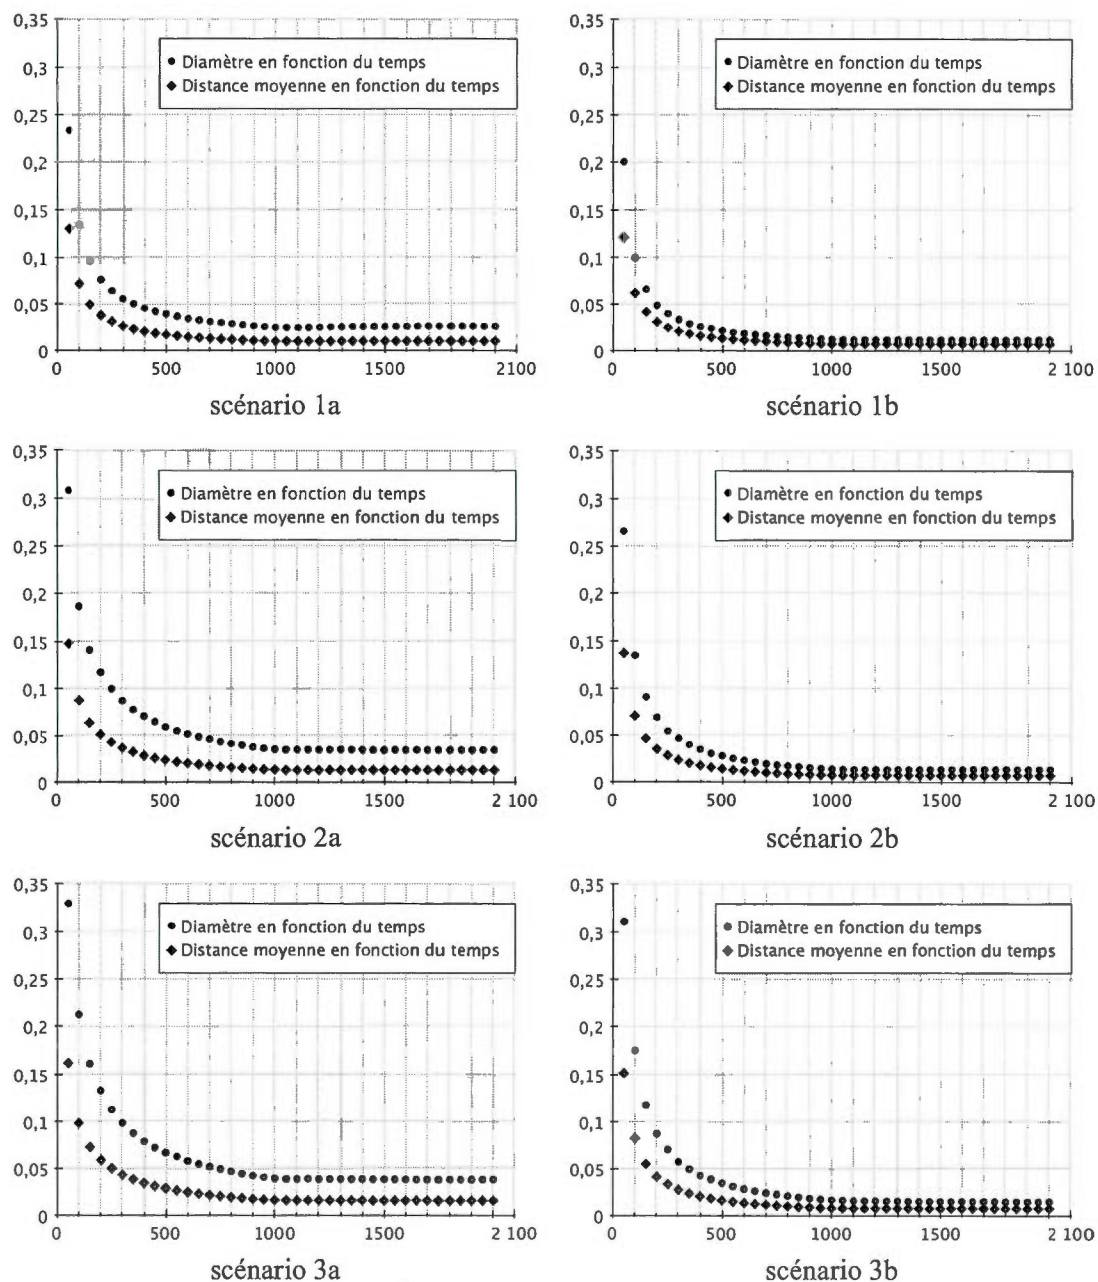 0,35
0,3
0,25
0,2
0,15
0,1
0,05
0
● Diamètre en fonction du temps
◆ Distance moyenne en fonction du temps
0 500 1000 1500 2100
scénario 1a
0,35
0,3
0,25
0,2
0,15
0,1
0,05
0
● Diamètre en fonction du temps
◆ Distance moyenne en fonction du temps
0 500 1000 1500 2 100
scénario 1b
0,35
0,3
0,25
0,2
0,15
0,1
0,05
0
● Diamètre en fonction du temps
◆ Distance moyenne en fonction du temps
0 500 1000 1500 2 100
scénario 2a
0,35
0,3
0,25
0,2
0,15
0,1
0,05
0
● Diamètre en fonction du temps
◆ Distance moyenne en fonction du temps
0 500 1000 1500 2 100
scénario 2b
0,35
0,3
0,25
0,2
0,15
0,1
0,05
0
● Diamètre en fonction du temps
◆ Distance moyenne en fonction du temps
0 500 1000 1500 2 100
scénario 3a
0,35
0,3
0,25
0,2
0,15
0,1
0,05
0
● Diamètre en fonction du temps
◆ Distance moyenne en fonction du temps
0 500 1000 1500 2 100
scénario 3b